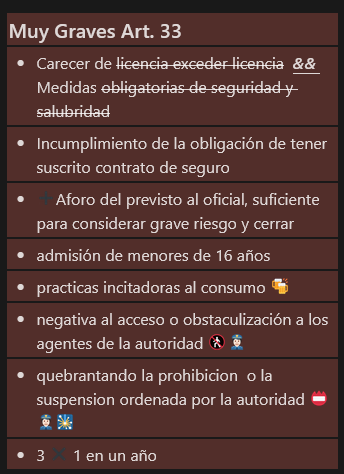 Muy Graves Art. 33
• Carecer de licencia exceder licencia &&
Medidas obligatorias de seguridad y
salubridad
• Incumplimiento de la obligación de tener
suscrito contrato de seguro
• Aforo del previsto al oficial, suficiente
para considerar grave riesgo y cerrar
• admisión de menores de 16 años
• practicas incitadoras al consumo 🍻
• negativa al acceso o obstaculización a los
agentes de la autoridad 🚷👮🏻
• quebrantando la prohibicion o la
suspension ordenada por la autoridad 📛
👮🏻🎇
• 3 1 en un año